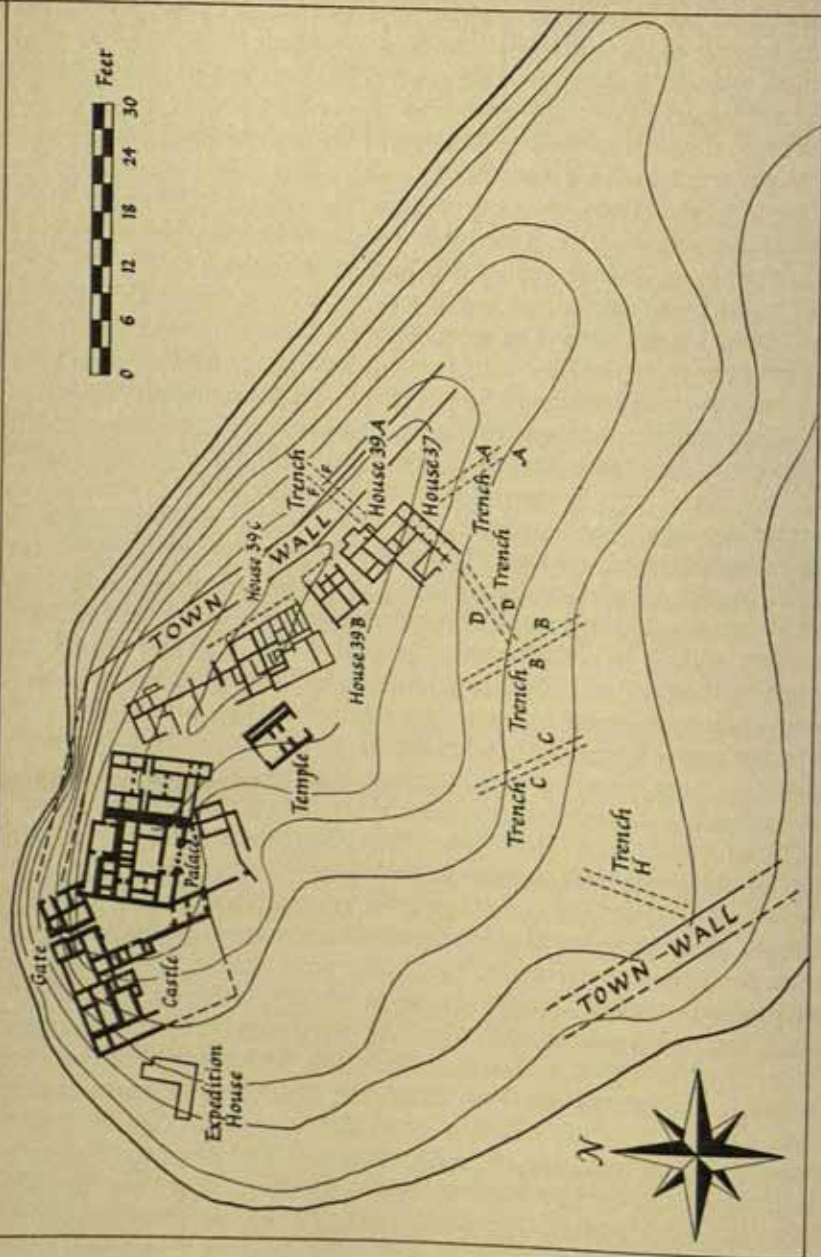 0 6 12 18 24 30 Feet
Gate
Castle
Palace
Expedition
House
TOWN WALL
House 39C
Temple
House 39B
Trench
F F
House 39A
House 37
Trench A
A
D Trench
D
Trench B
B
Trench C
C
Trench
H
TOWN WALL
N